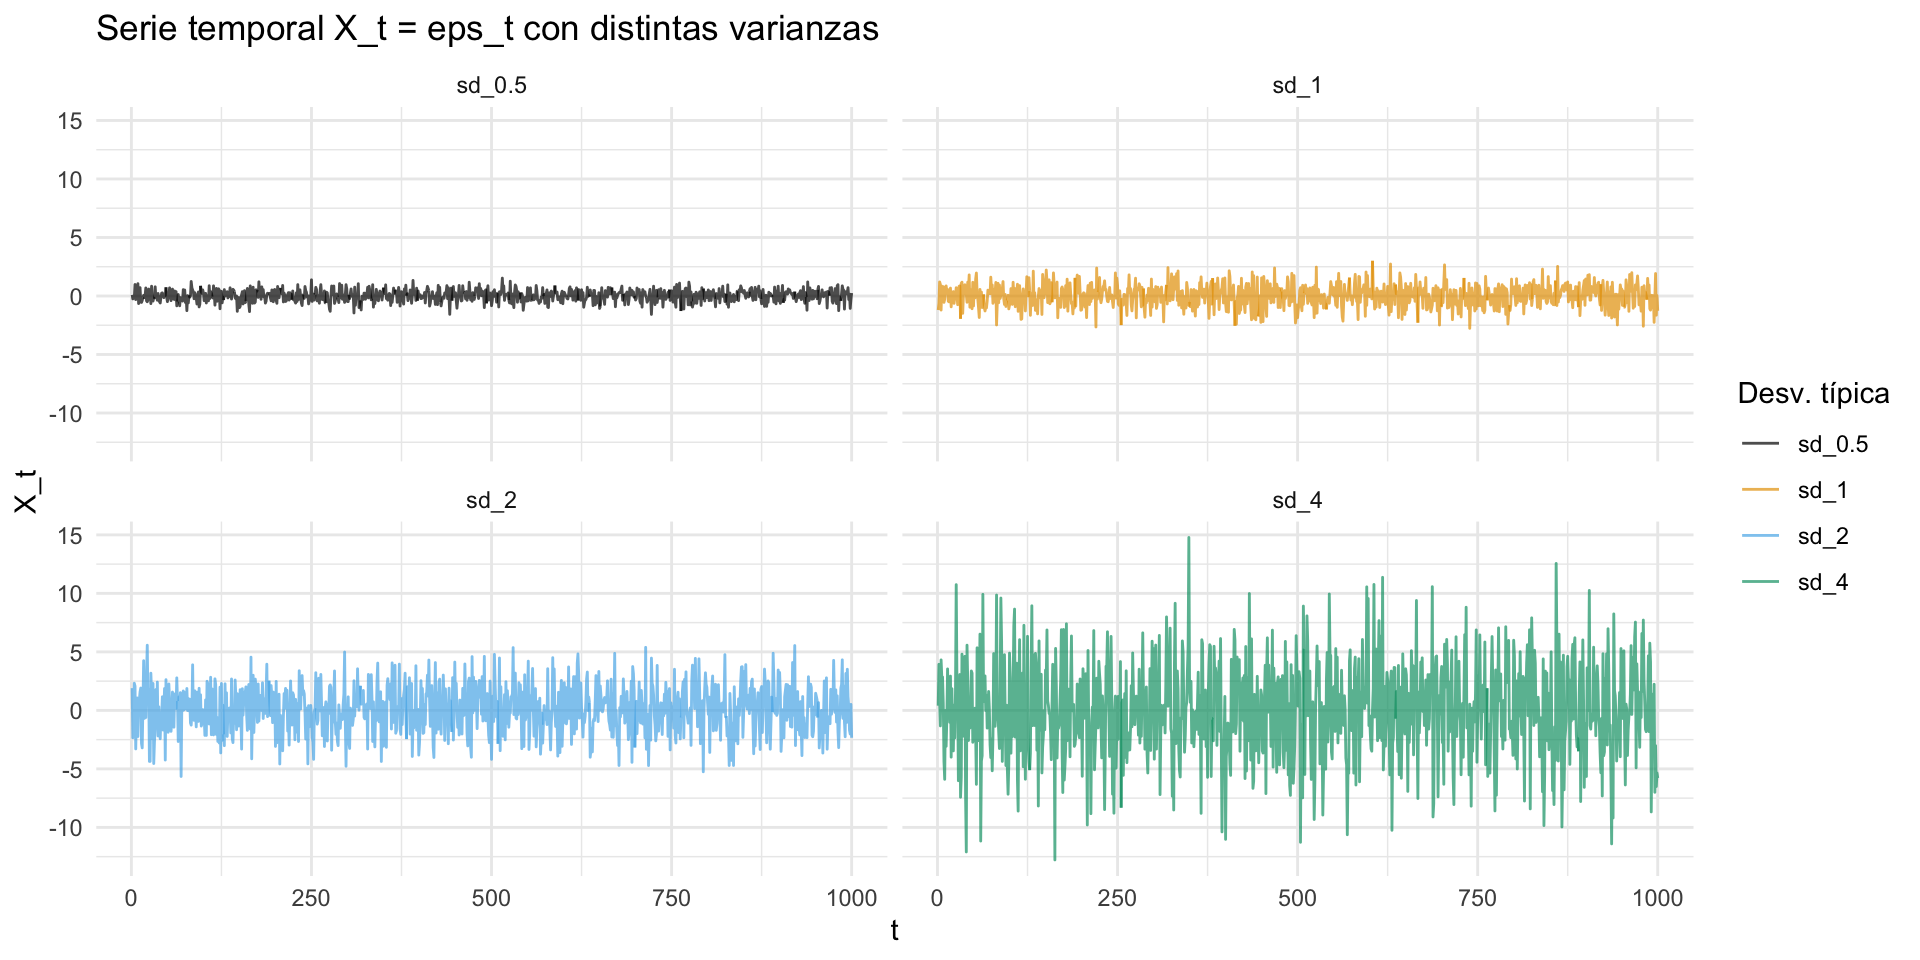 Serie temporal X_t = eps_t con distintas varianzas
sd_0.5
sd_1
15
10
5
0
-5
-10
X_t
sd_2
sd_4
15
10
5
0
-5
-10
0 250 500 750 1000
0 250 500 750 1000
t
Desv. típica
sd_0.5
sd_1
sd_2
sd_4